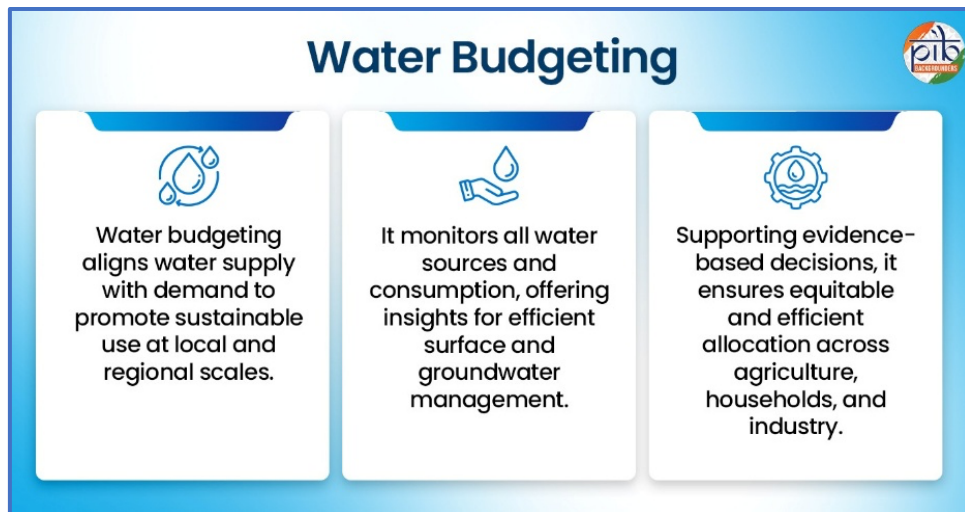 Water Budgeting
pib
BACKGROUNDERS
Water budgeting
aligns water supply
with demand to
promote sustainable
use at local and
regional scales.
It monitors all water
sources and
consumption, offering
insights for efficient
surface and
groundwater
management.
Supporting evidence-
based decisions, it
ensures equitable
and efficient
allocation across
agriculture,
households, and
industry.